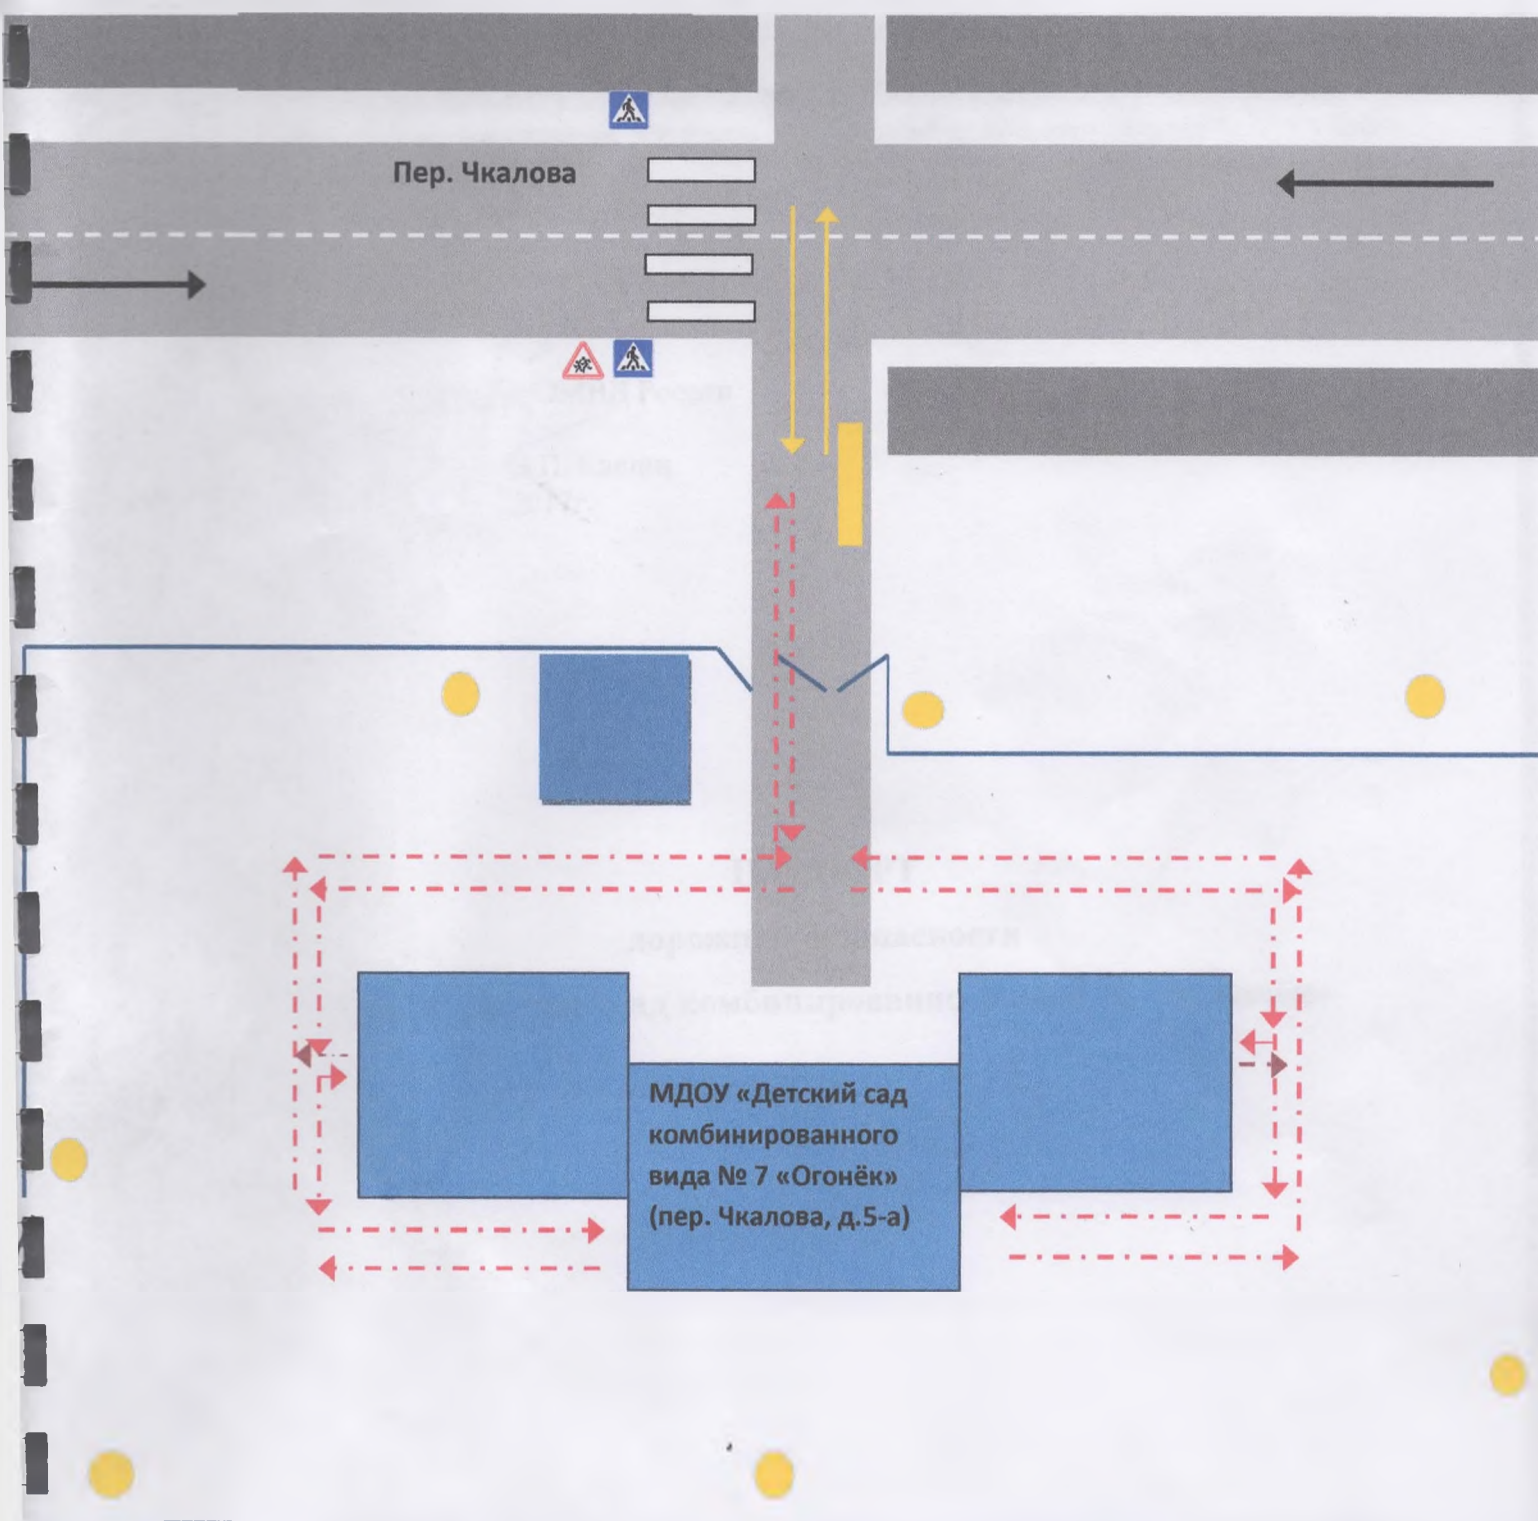 Пер. Чкалова
МДОУ «Детский сад
комбинированного
вида № 7 «Огонёк»
(пер. Чкалова, д.5-а)